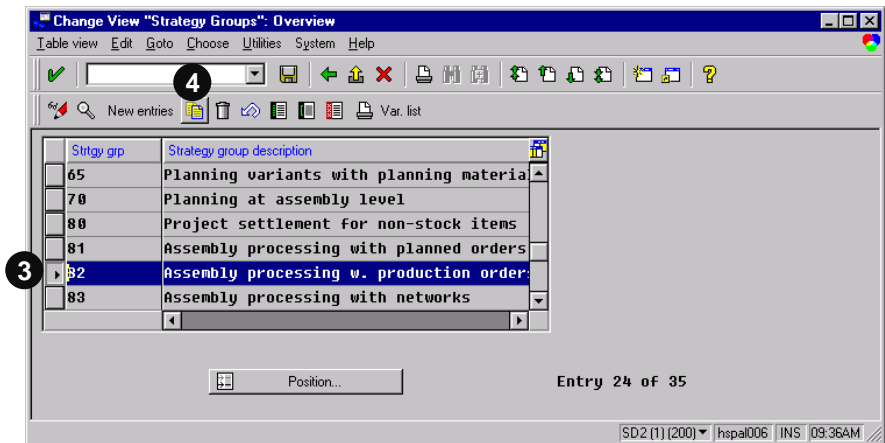 Change View "Strategy Groups": Overview
Table view Edit Goto Choose Utilities System Help
4
New entries Var. list
Strtgy grp Strategy group description
65 Planning variants with planning materia
70 Planning at assembly level
80 Project settlement for non-stock items
81 Assembly processing with planned orders
3 82 Assembly processing w. production order
83 Assembly processing with networks
Position... Entry 24 of 35
SD2 (1) (200) hspal006 INS 09:36AM